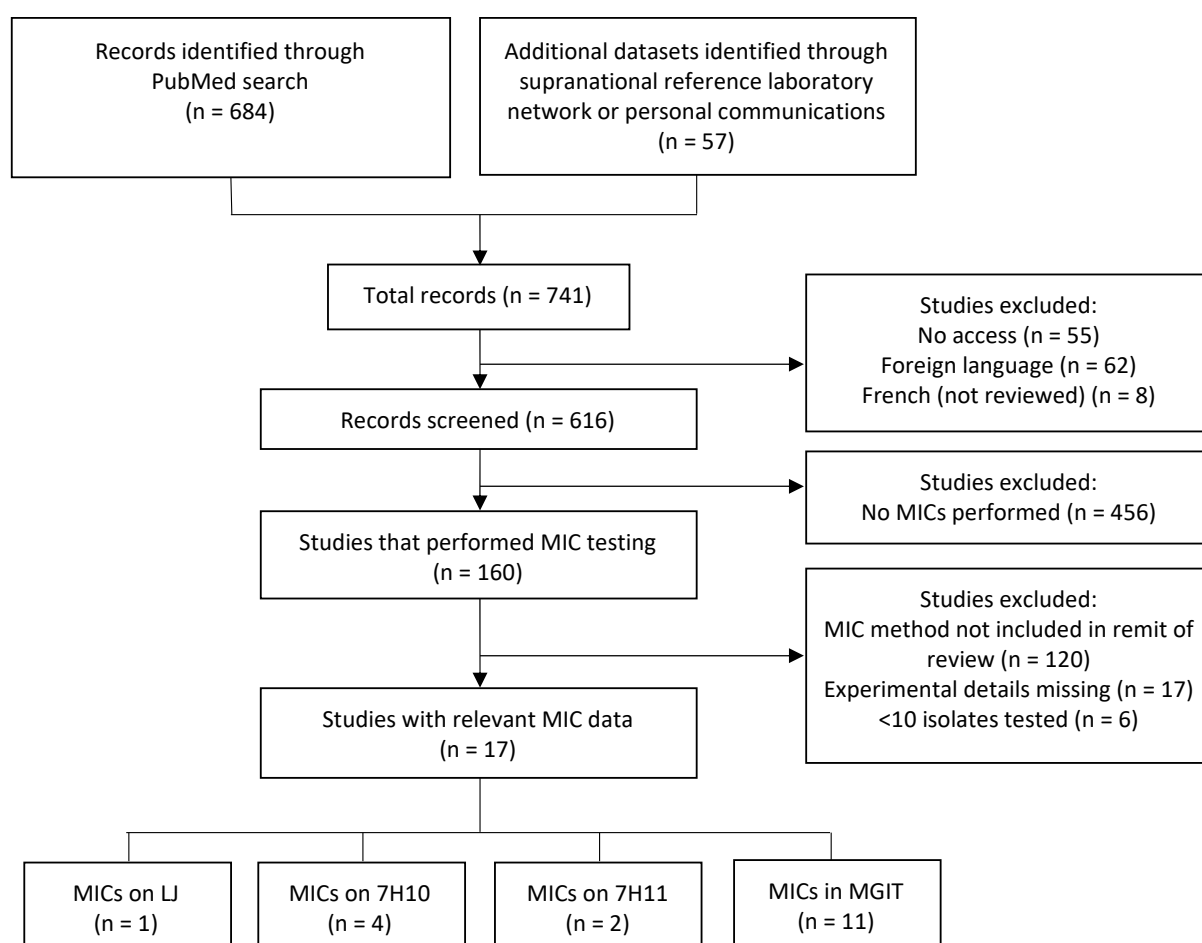 Records identified through
PubMed search
(n = 684)
Additional datasets identified through
supranational reference laboratory
network or personal communications
(n = 57)
Total records (n = 741)
Studies excluded:
No access (n = 55)
Foreign language (n = 62)
French (not reviewed) (n = 8)
Records screened (n = 616)
Studies excluded:
No MICs performed (n = 456)
Studies that performed MIC testing
(n = 160)
Studies excluded:
MIC method not included in remit of
review (n = 120)
Experimental details missing (n = 17)
<10 isolates tested (n = 6)
Studies with relevant MIC data
(n = 17)
MICs on LJ
(n = 1)
MICs on 7H10
(n = 4)
MICs on 7H11
(n = 2)
MICs in MGIT
(n = 11)